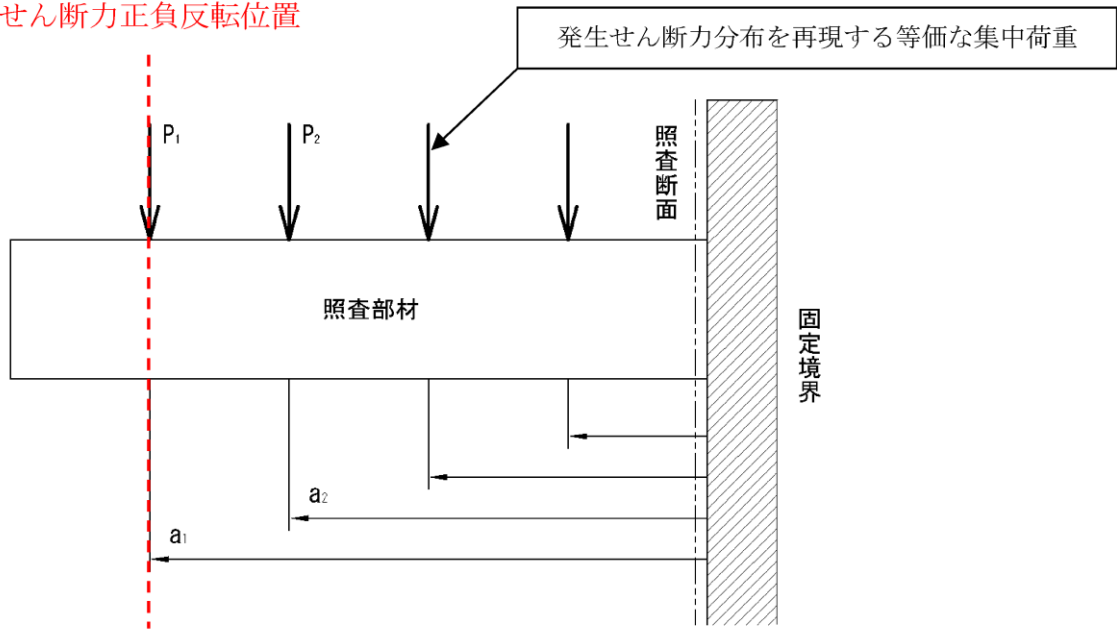 せん断力正負反転位置
発生せん断力分布を再現する等価な集中荷重
P₁
P₂
照査断面
照査部材
固定境界
a₂
a₁